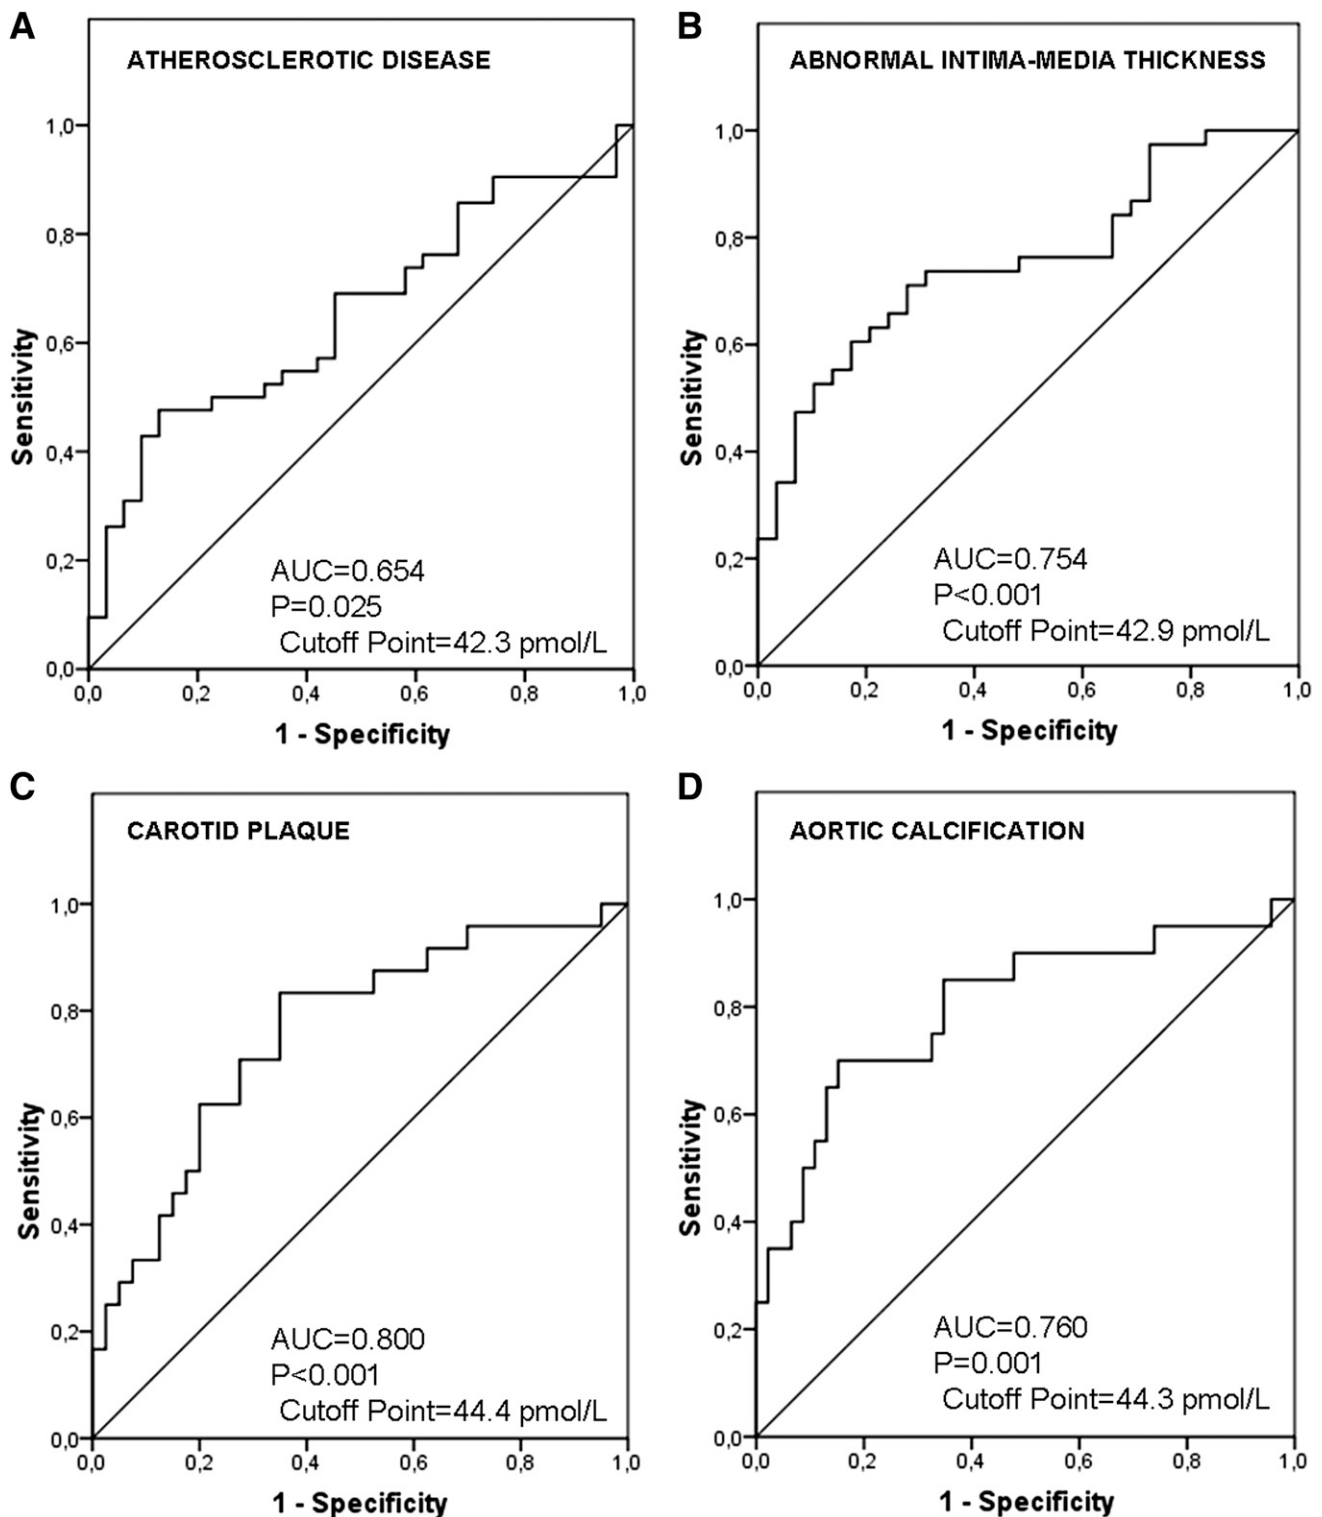 A
ATHEROSCLEROTIC DISEASE
1,0
0,8
0,6
0,4
0,2
0,0
Sensitivity
AUC=0.654
P=0.025
Cutoff Point=42.3 pmol/L
0,0 0,2 0,4 0,6 0,8 1,0
1 - Specificity
B
ABNORMAL INTIMA-MEDIA THICKNESS
1,0
0,8
0,6
0,4
0,2
0,0
Sensitivity
AUC=0.754
P<0.001
Cutoff Point=42.9 pmol/L
0,0 0,2 0,4 0,6 0,8 1,0
1 - Specificity
C
CAROTID PLAQUE
1,0
0,8
0,6
0,4
0,2
0,0
Sensitivity
AUC=0.800
P<0.001
Cutoff Point=44.4 pmol/L
0,0 0,2 0,4 0,6 0,8 1,0
1 - Specificity
D
AORTIC CALCIFICATION
1,0
0,8
0,6
0,4
0,2
0,0
Sensitivity
AUC=0.760
P=0.001
Cutoff Point=44.3 pmol/L
0,0 0,2 0,4 0,6 0,8 1,0
1 - Specificity